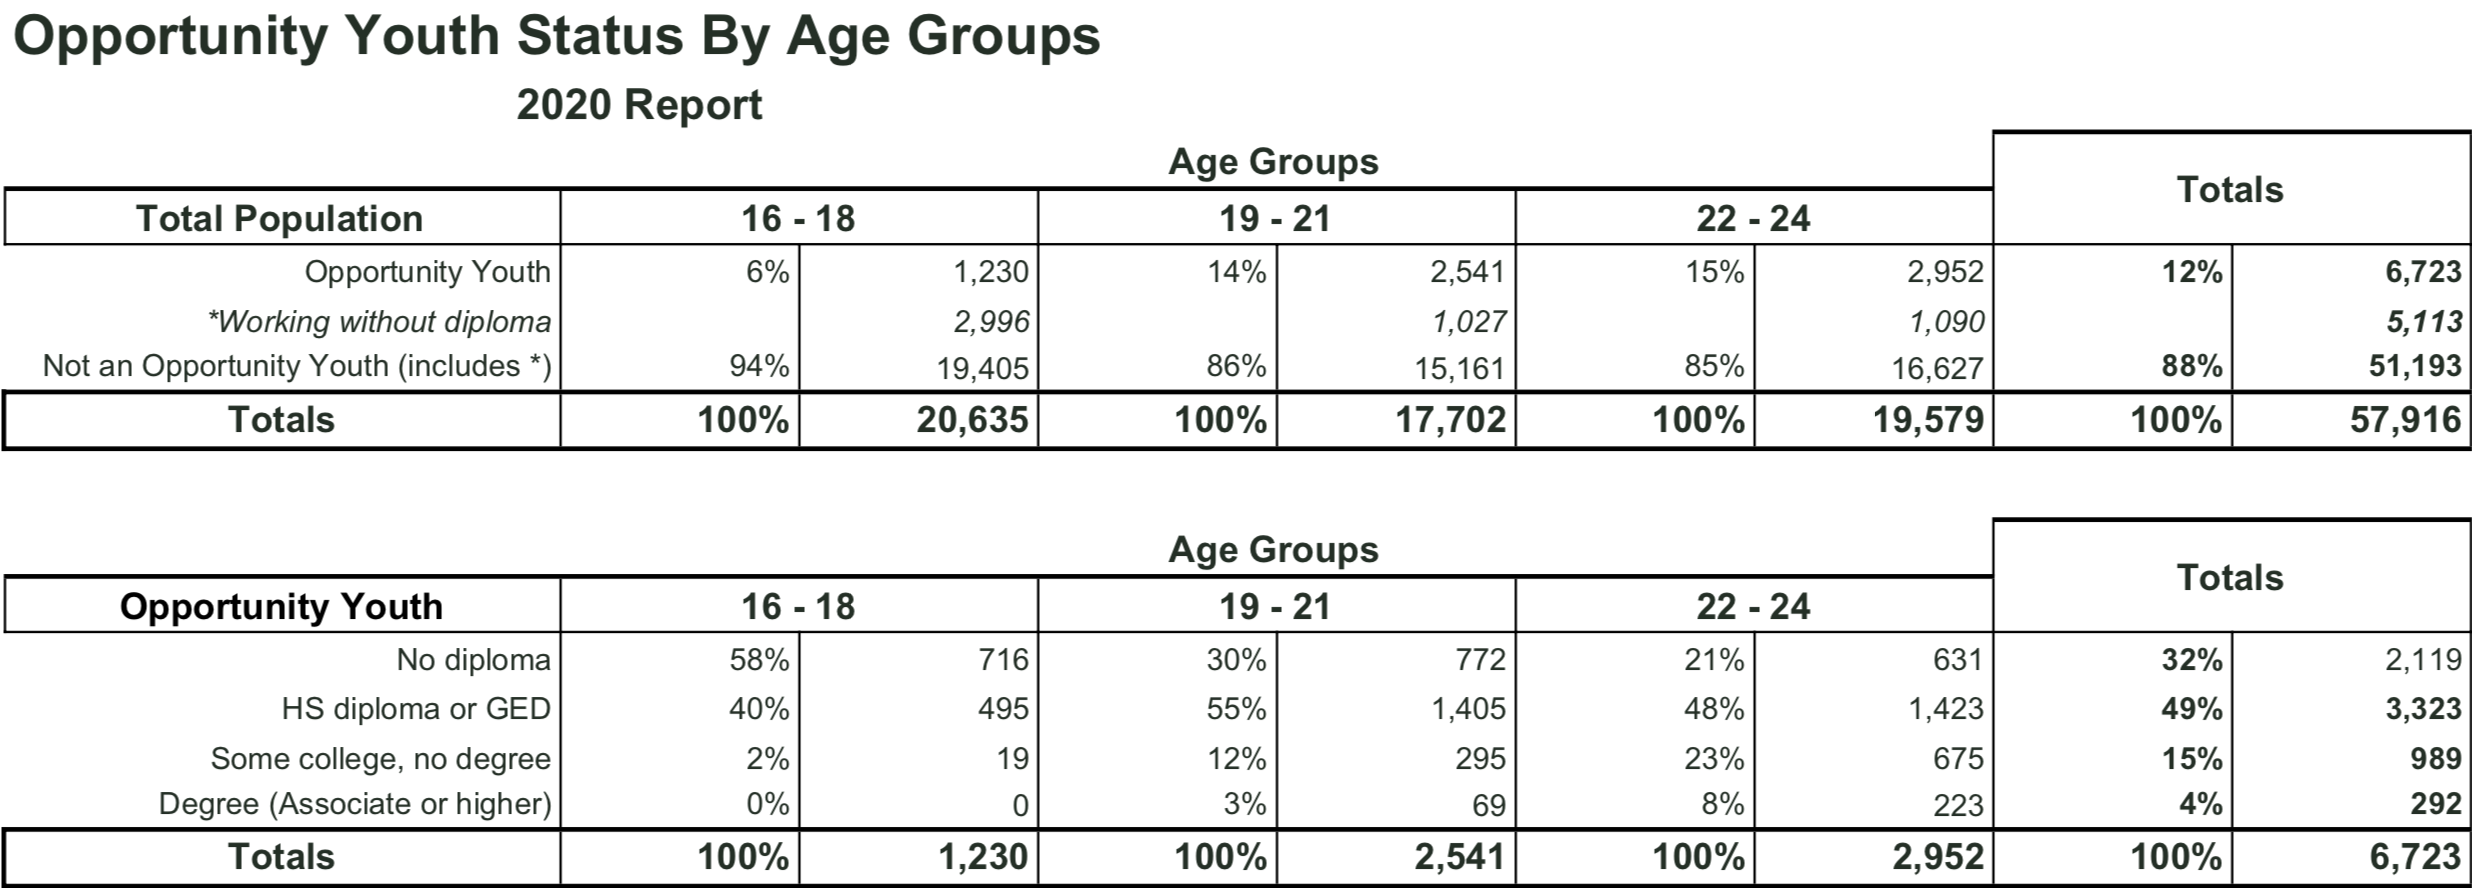 Opportunity Youth Status By Age Groups
2020 Report
Age Groups
Totals
Total Population 16 - 18 19 - 21 22 - 24
Opportunity Youth 6% 1,230 14% 2,541 15% 2,952 12% 6,723
*Working without diploma 2,996 1,027 1,090 5,113
Not an Opportunity Youth (includes *) 94% 19,405 86% 15,161 85% 16,627 88% 51,193
Totals 100% 20,635 100% 17,702 100% 19,579 100% 57,916
Age Groups
Totals
Opportunity Youth 16 - 18 19 - 21 22 - 24
No diploma 58% 716 30% 772 21% 631 32% 2,119
HS diploma or GED 40% 495 55% 1,405 48% 1,423 49% 3,323
Some college, no degree 2% 19 12% 295 23% 675 15% 989
Degree (Associate or higher) 0% 0 3% 69 8% 223 4% 292
Totals 100% 1,230 100% 2,541 100% 2,952 100% 6,723